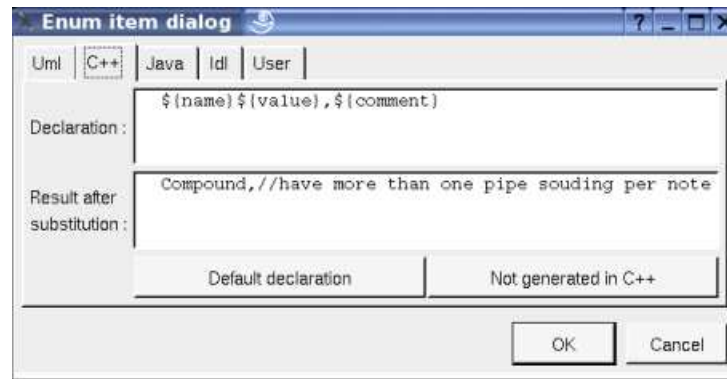 Enum item dialog
Uml C++ Java Idl User
Declaration :
${name}${value},${comment}
Result after
substitution :
Compound,//have more than one pipe souding per note
Default declaration Not generated in C++
OK Cancel